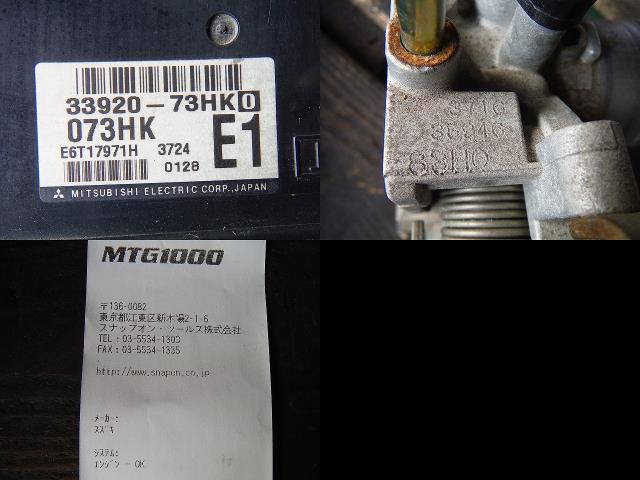 33920-73HK0
073HK
E1
E6T17971H 3724
0128
MITSUBISHI ELECTRIC CORP., JAPAN
3716
89H0
MTG1000
〒136-0082
東京都江東区新木場2-1-6
スナップオン・ツールズ株式会社
TEL:03-5534-1300
FAX:03-5534-1335
http://www.snapon.co.jp
メーカー:
スズキ
システム:
エンジン - OK